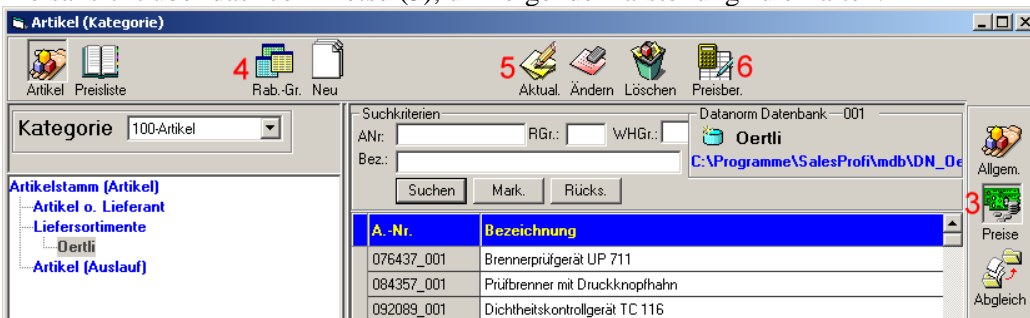 Artikel (Kategorie)
Artikel Preisliste 4 Rab.-Gr. Neu 5 Aktual. Ändern Löschen Preisber. 6
Kategorie 100-Artikel
Artikelstamm (Artikel)
Artikel o. Lieferant
Liefersortimente
Oertli
Artikel (Auslauf)
Suchkriterien
ANr: RGr.: WHGr.:
Bez.:
Suchen Mark. Rücks.
Datanorm Datenbank 001
Oertli
C:\Programme\SalesProfi\mdb\DN_Oe
A.-Nr. Bezeichnung
076437_001 Brennerprüfgerät UP 711
084357_001 Prüfbrenner mit Druckknopfhahn
092089_001 Dichtheitskontrollgerät TC 116
Allgem.
3
Preise
Abgleich